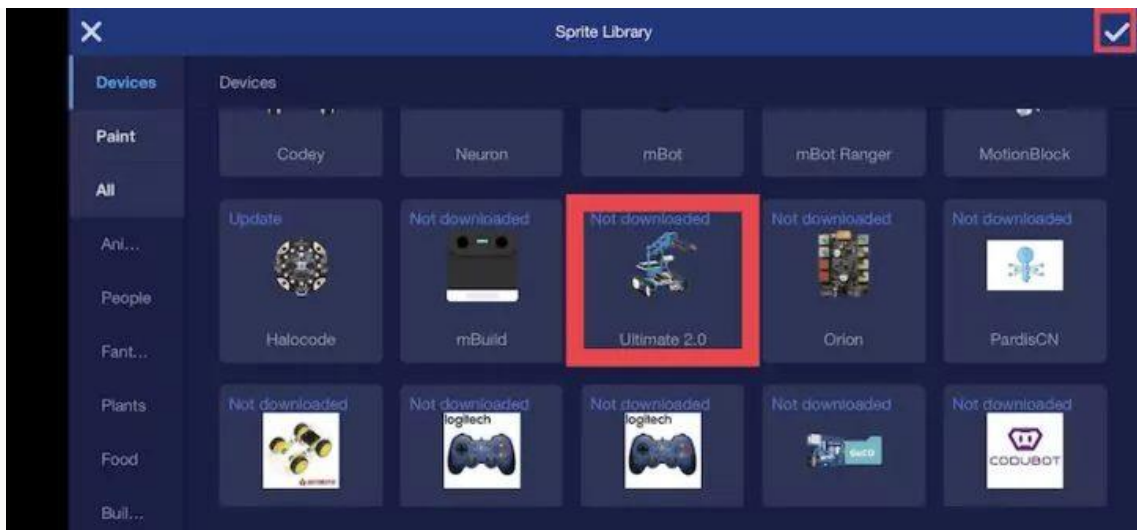 Sprite Library
Devices
Devices
Paint
All
Ani...
People
Fant...
Plants
Food
Buil...
Codey
Neuron
mBot
mBot Ranger
MotionBlock
Update
Halocode
Not downloaded
mBuild
Not downloaded
Ultimate 2.0
Not downloaded
Orion
Not downloaded
PardisCN
Not downloaded
Not downloaded
logitech
Not downloaded
logitech
Not downloaded
Not downloaded
CODUBOT